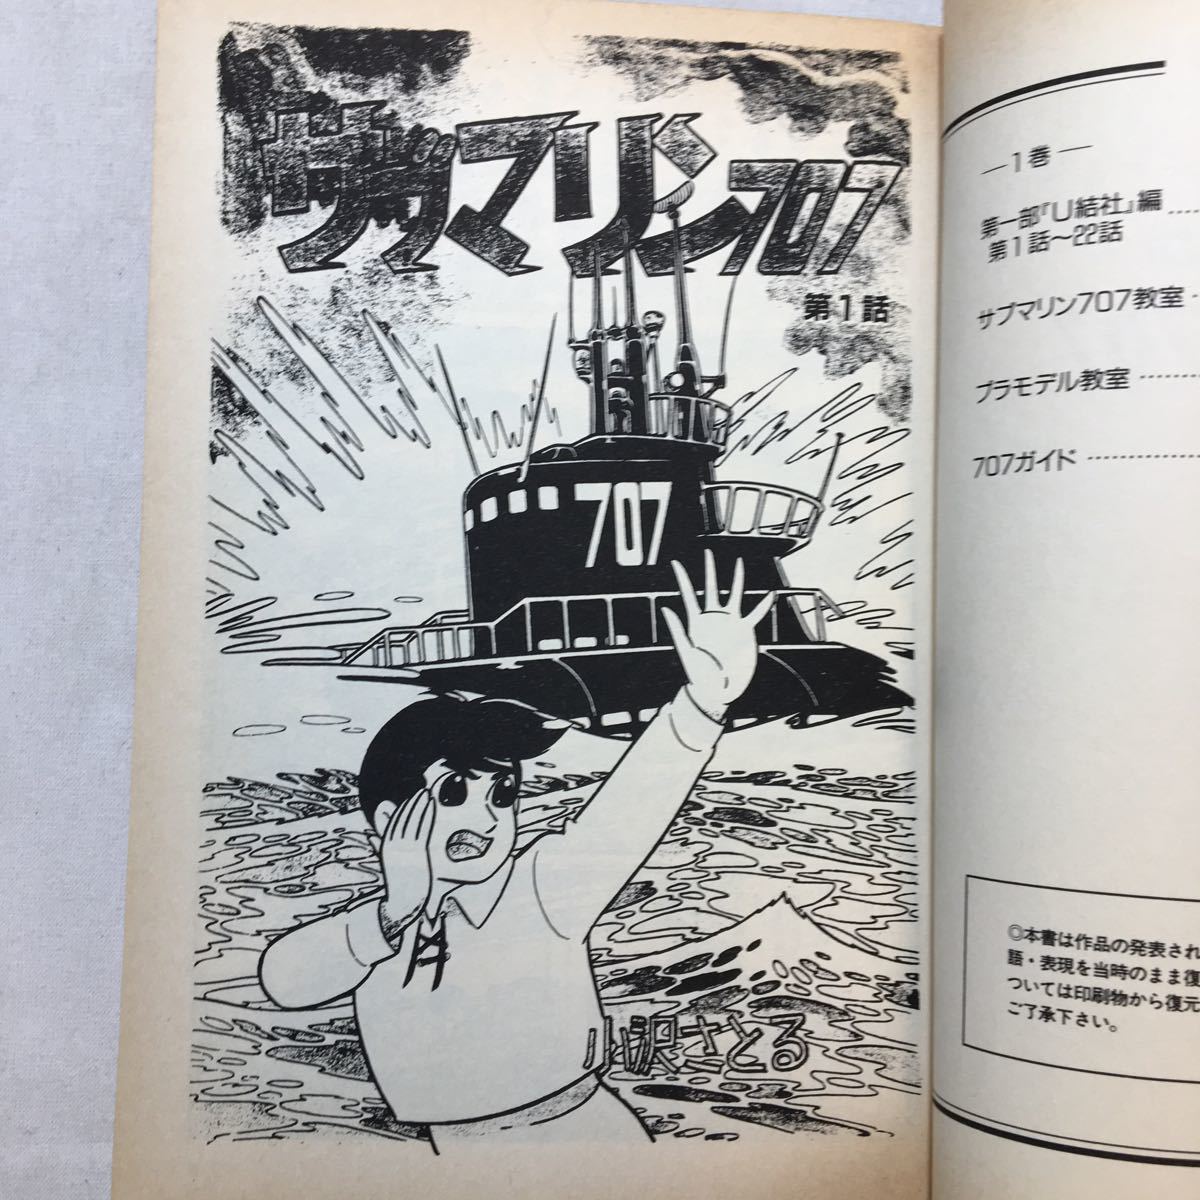 サブマリン707
第1話
707
小沢さとる
―1巻―
第一部『U結社』編
第1話～22話
サブマリン707教室
プラモデル教室
707ガイド
◎本書は作品の発表され
語・表現を当時のまま復
ついては印刷物から復元
ご了承下さい。